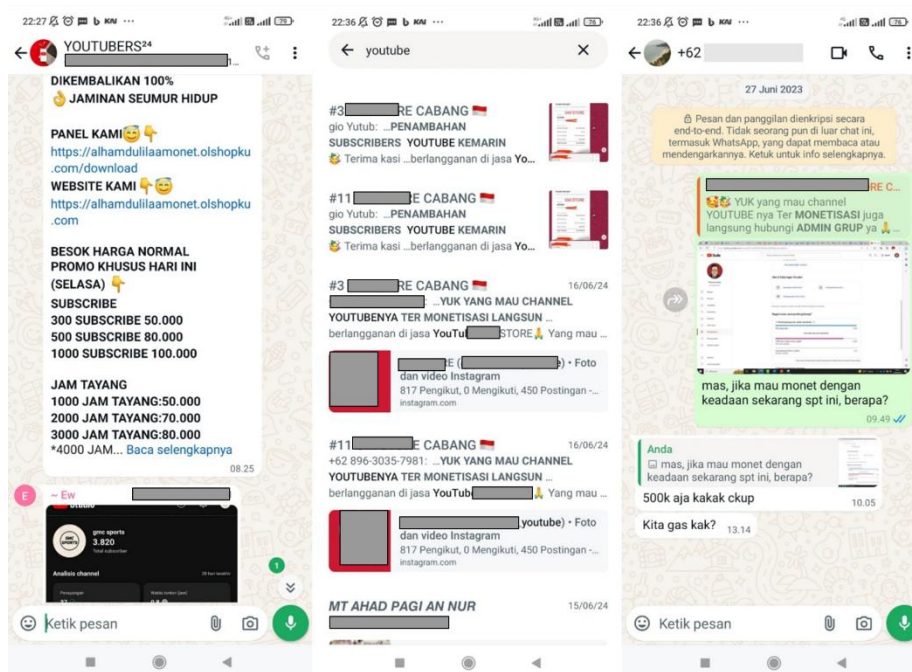 22:27
KAI
79
YOUTUBERS²⁴
1...
DIKEMBALIKAN 100%
👌 JAMINAN SEUMUR HIDUP
PANEL KAMI😇👇
https://alhamdulilaamonet.olshopku
.com/download
WEBSITE KAMI👇😇
https://alhamdulilaamonet.olshopku
.com
BESOK HARGA NORMAL
PROMO KHUSUS HARI INI
(SELASA) 👇
SUBSCRIBE
300 SUBSCRIBE 50.000
500 SUBSCRIBE 80.000
1000 SUBSCRIBE 100.000
JAM TAYANG
1000 JAM TAYANG:50.000
2000 JAM TAYANG:70.000
3000 JAM TAYANG:80.000
*4000 JAM... Baca selengkapnya
08.25
E
~ Ew
gmc sports
3.820
Total subscriber
Analisis channel
1
Ketik pesan
22:36
KAI
76
youtube
#3 RE CABANG 🇮🇩
gio Yutub: ...PENAMBAHAN
SUBSCRIBERS YOUTUBE KEMARIN
Terima kasi ...berlangganan di jasa Yo...
#11 E CABANG 🇮🇩
gio Yutub: ...PENAMBAHAN
SUBSCRIBERS YOUTUBE KEMARIN
Terima kasi ...berlangganan di jasa Yo...
#3 RE CABANG 🇮🇩 16/06/24
: ...YUK YANG MAU CHANNEL
YOUTUBENYA TER MONETISASI LANGSUN ...
berlangganan di jasa YouTu STORE🙏 Yang mau ...
E ( e) • Foto
dan video Instagram
817 Pengikut, 0 Mengikuti, 450 Postingan -...
instagram.com
#11 E CABANG 🇮🇩 16/06/24
+62 896-3035-7981: ...YUK YANG MAU CHANNEL
YOUTUBENYA TER MONETISASI LANGSUN ...
berlangganan di jasa YouTub 🙏 Yang mau ...
.youtube) • Foto
dan video Instagram
817 Pengikut, 0 Mengikuti, 450 Postingan -...
instagram.com
MT AHAD PAGI AN NUR 15/06/24
22:36
KAI
76
+62
27 Juni 2023
Pesan dan panggilan dienkripsi secara
end-to-end. Tidak seorang pun di luar chat ini,
termasuk WhatsApp, yang dapat membaca atau
mendengarkannya. Ketuk untuk info selengkapnya.
RE C...
YUK yang mau channel
YOUTUBE nya Ter MONETISASI juga
langsung hubungi ADMIN GRUP ya 🙏 ...
mas, jika mau monet dengan
keadaan sekarang spt ini, berapa?
09.49
Anda
mas, jika mau monet dengan
keadaan sekarang spt ini, berapa?
500k aja kakak ckup
10.05
Kita gas kak?
13.14
Ketik pesan